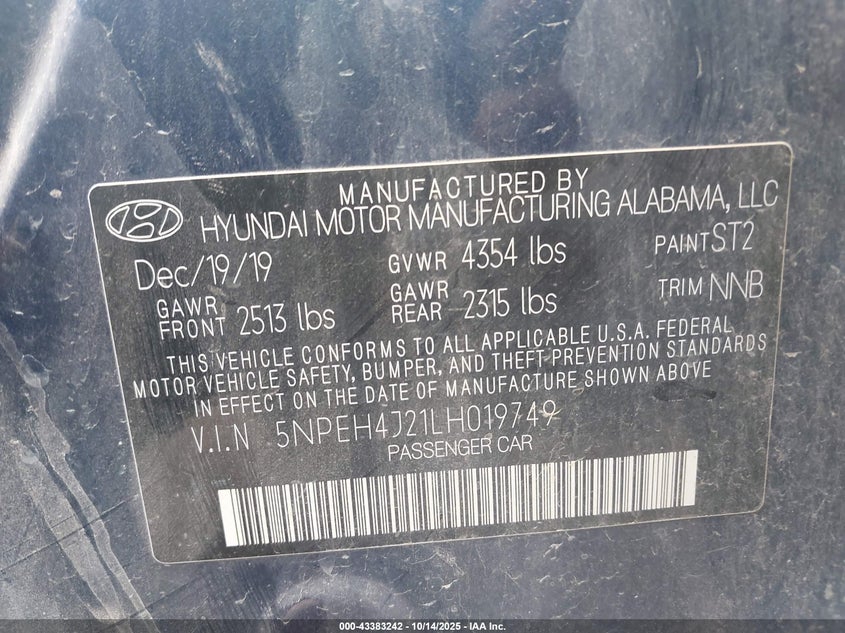 MANUFACTURED BY
HYUNDAI MOTOR MANUFACTURING ALABAMA, LLC
Dec/19/19 GVWR 4354 lbs PAINT ST2
GAWR FRONT 2513 lbs GAWR REAR 2315 lbs TRIM NNB
THIS VEHICLE CONFORMS TO ALL APPLICABLE U.S.A. FEDERAL
MOTOR VEHICLE SAFETY, BUMPER, AND THEFT PREVENTION STANDARDS
IN EFFECT ON THE DATE OF MANUFACTURE SHOWN ABOVE
V.I.N 5NPEH4J21LH019749
PASSENGER CAR
000-43383242 - 10/14/2025 - IAA Inc.